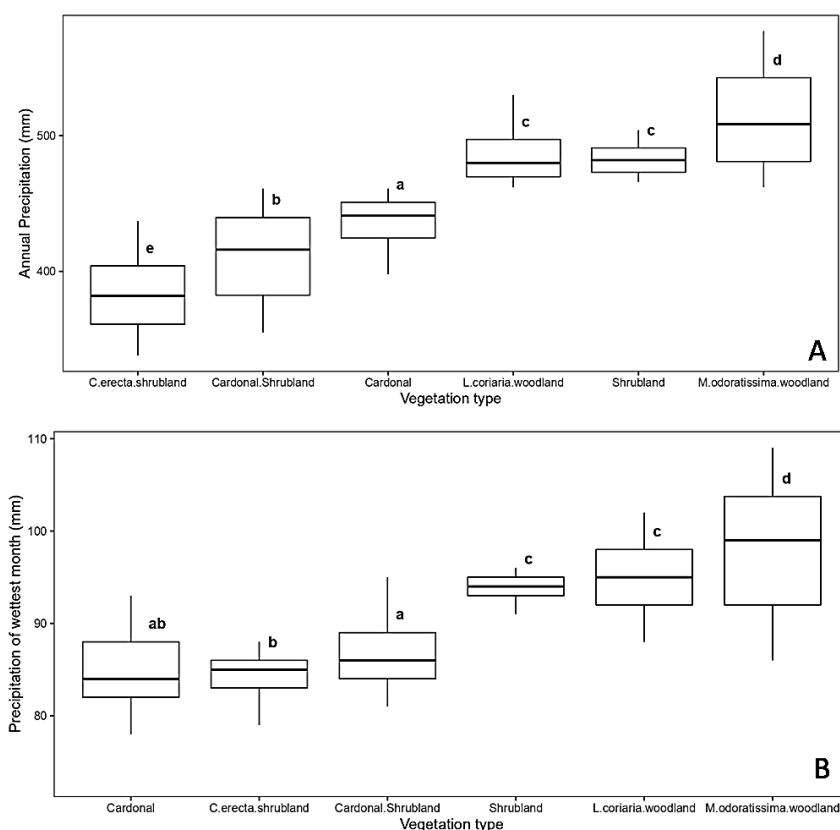 Annual Precipitation (mm)
500
400
e
b
a
c
c
d
A
C.erecta.shrubland
Cardonal.Shrubland
Cardonal
L.coriaria.woodland
Shrubland
M.odoratissima.woodland
Vegetation type
Precipitation of wettest month (mm)
110
100
90
80
ab
b
a
c
c
d
B
Cardonal
C.erecta.shrubland
Cardonal.Shrubland
Shrubland
L.coriaria.woodland
M.odoratissima.woodland
Vegetation type